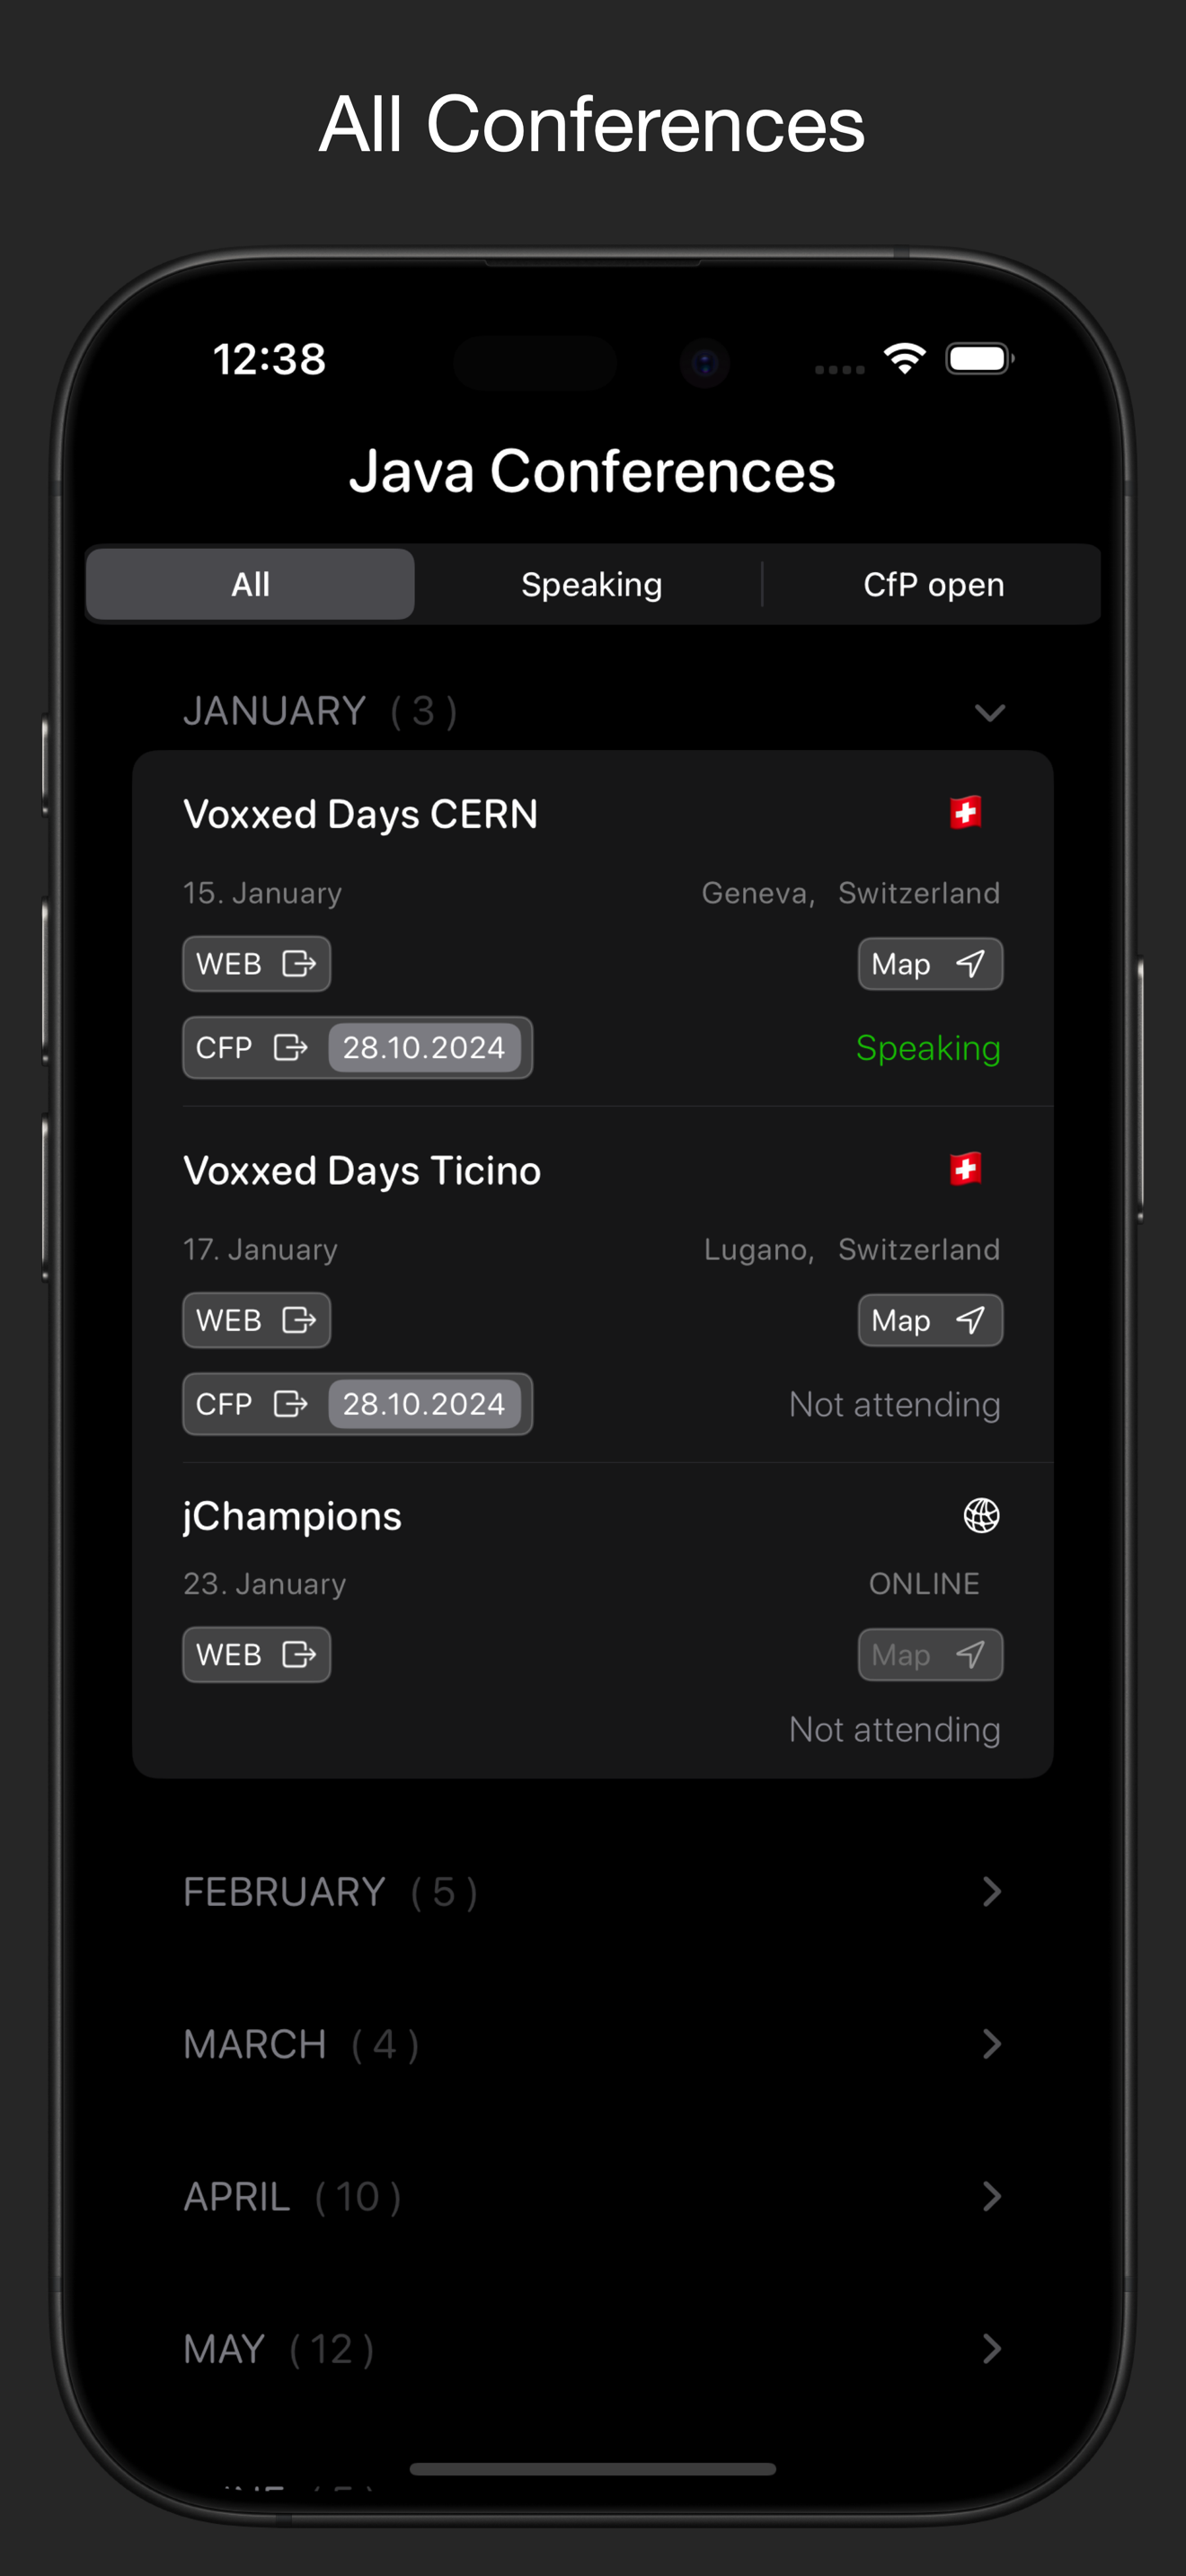 All Conferences
12:38
Java Conferences
All Speaking CfP open
JANUARY ( 3 )
Voxxed Days CERN
15. January Geneva, Switzerland
WEB Map
CFP 28.10.2024 Speaking
Voxxed Days Ticino
17. January Lugano, Switzerland
WEB Map
CFP 28.10.2024 Not attending
jChampions
23. January ONLINE
WEB Map
Not attending
FEBRUARY ( 5 )
MARCH ( 4 )
APRIL ( 10 )
MAY ( 12 )